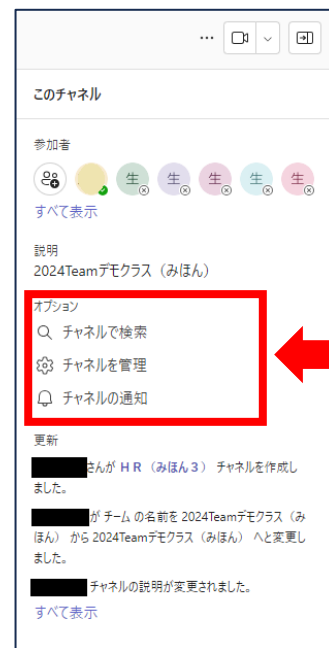 …
このチャネル
参加者
生 生 生 生 生
すべて表示
説明
2024Teamデモクラス（みほん）
オプション
チャネルで検索
チャネルを管理
チャネルの通知
更新
さんが ＨＲ（みほん３） チャネルを作成し
ました。
が チーム の名前を 2024Teamデモクラス（み
ほん） から 2024Teamデモクラス（みほん） へと変更し
ました。
チャネルの説明が変更されました。
すべて表示